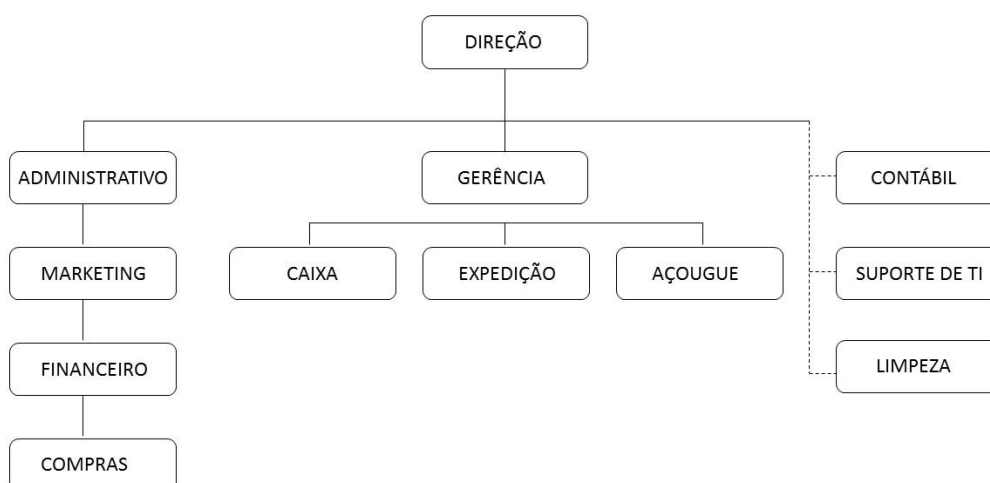 DIREÇÃO
ADMINISTRATIVO
GERÊNCIA
CONTÁBIL
MARKETING
CAIXA
EXPEDIÇÃO
AÇOUGUE
SUPORTE DE TI
FINANCEIRO
LIMPEZA
COMPRAS